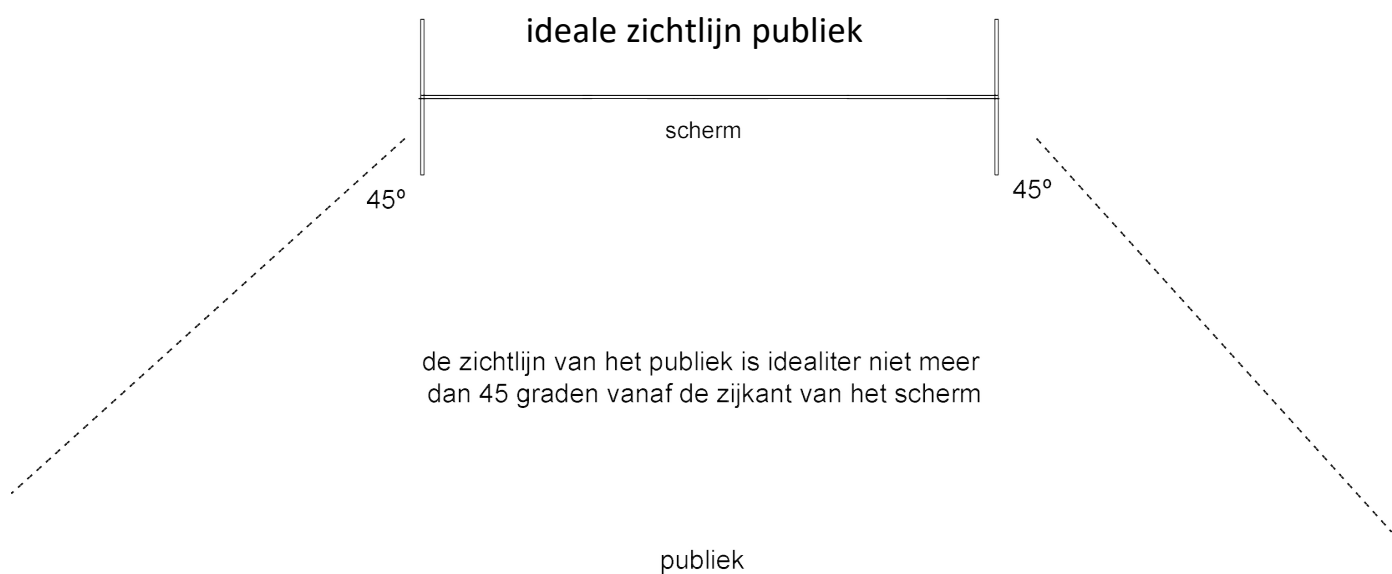 ideale zichtlijn publiek
scherm
45º
45º
de zichtlijn van het publiek is idealiter niet meer
dan 45 graden vanaf de zijkant van het scherm
publiek